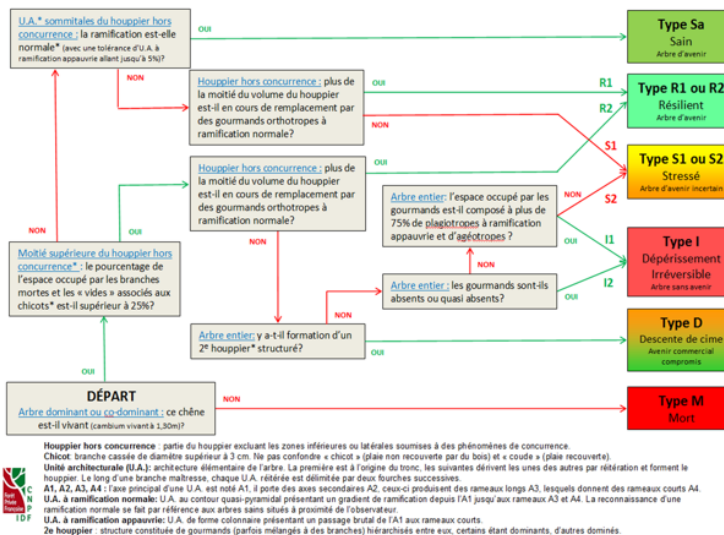 U.A.* sommitales du houppier hors
concurrence : la ramification est-elle
normale* (avec une tolérance d'U.A. à
ramification appauvrie allant jusqu'à 5%)?
OUI
Type Sa
Sain
Arbre d'avenir
NON
Houppier hors concurrence : plus de
la moitié du volume du houppier
est-il en cours de remplacement par
des gourmands orthotropes à
ramification normale?
OUI
R1
R2
NON
Type R1 ou R2
Résilient
Arbre d'avenir
Houppier hors concurrence : plus de
la moitié du volume du houppier
est-il en cours de remplacement par
des gourmands orthotropes à
ramification normale?
OUI
S1
Type S1 ou S2
Stressé
Arbre d'avenir incertain
S2
NON
Arbre entier: l'espace occupé par les
gourmands est-il composé à plus de
75% de plagiotropes à ramification
appauvrie et d'agéotropes ?
NON
OUI
NON
OUI
Moitié supérieure du houppier hors
concurrence* : le pourcentage de
l'espace occupé par les branches
mortes et les « vides » associés aux
chicots* est-il supérieur à 25%?
I1
Type I
Dépérissement
Irréversible
Arbre sans avenir
I2
NON
NON
Arbre entier : les gourmands sont-ils
absents ou quasi absents?
OUI
NON
Arbre entier: y a-t-il formation d'un
2e houppier* structuré?
OUI
Type D
Descente de cime
Avenir commercial
compromis
OUI
DÉPART
Arbre dominant ou co-dominant : ce chêne
est-il vivant (cambium vivant à 1,30m)?
NON
Type M
Mort
Houppier hors concurrence : partie du houppier excluant les zones inférieures ou latérales soumises à des phénomènes de concurrence.
Chicot: branche cassée de diamètre supérieur à 3 cm. Ne pas confondre « chicot » (plaie non recouverte par du bois) et « coude » (plaie recouverte).
Unité architecturale (U.A.): architecture élémentaire de l'arbre. La première est à l'origine du tronc, les suivantes dérivent les unes des autres par réitération et forment le
houppier. Le long d'une branche maîtresse, chaque U.A. réitérée est délimitée par deux fourches successives.
A1, A2, A3, A4 : l'axe principal d'une U.A. est noté A1, il porte des axes secondaires A2, ceux-ci produisent des rameaux longs A3, lesquels donnent des rameaux courts A4.
U.A. à ramification normale: U.A. au contour quasi-pyramidal présentant un gradient de ramification depuis l'A1 jusqu'aux rameaux A3 et A4. La reconnaissance d'une
ramification normale se fait par référence aux arbres sains situés à proximité de l'observateur.
U.A. à ramification appauvrie: U.A. de forme colonnaire présentant un passage brutal de l'A1 aux rameaux courts.
2e houppier : structure constituée de gourmands (parfois mélangés à des branches) hiérarchisés entre eux, certains étant dominants, d'autres dominés.
Forêt Privée
Française
CNPF
IDF